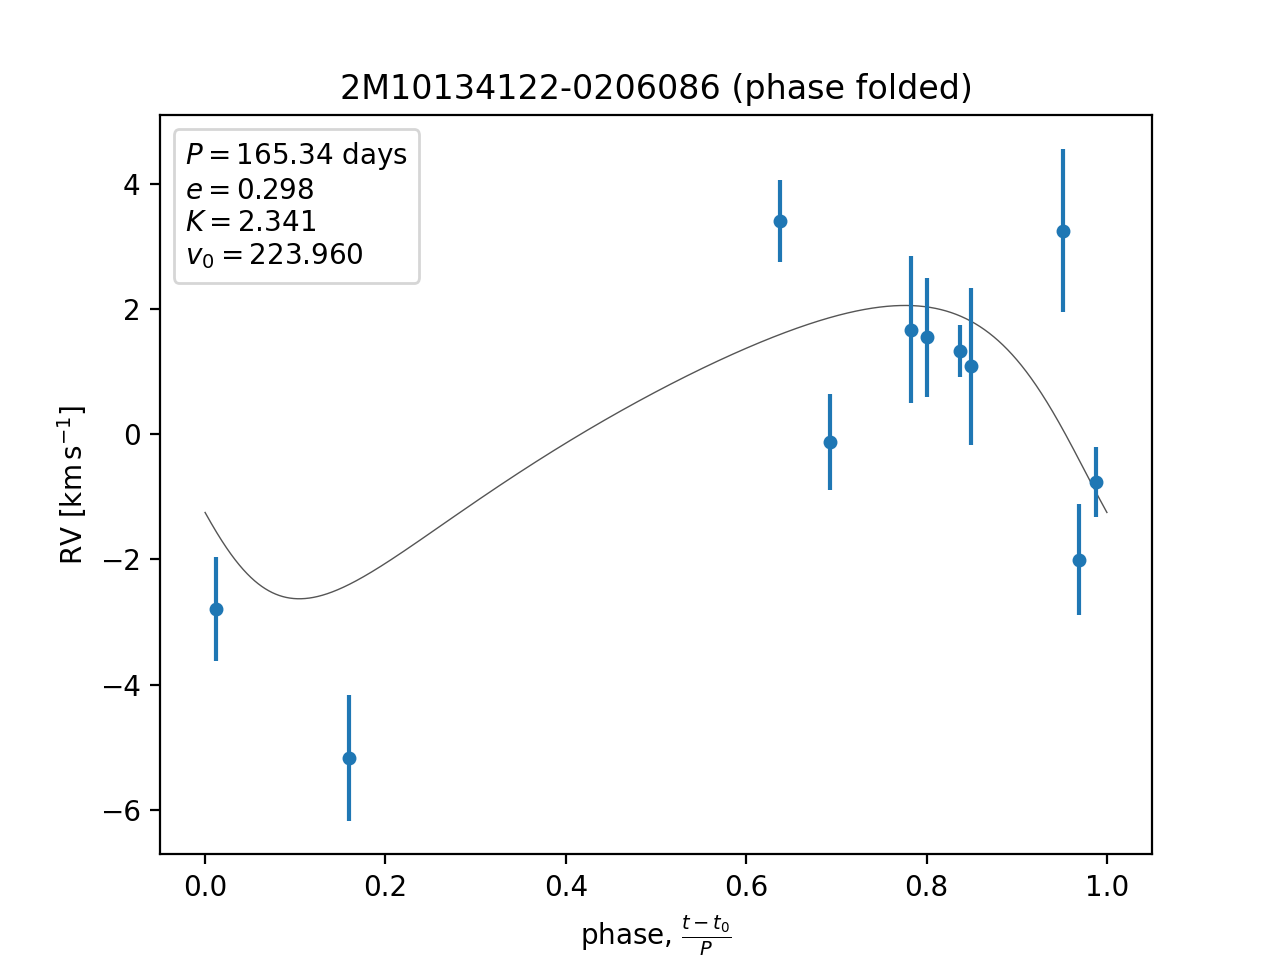 2M10134122-0206086 (phase folded)
P = 165.34 days
e = 0.298
K = 2.341
v₀ = 223.960
4
2
0
−2
−4
−6
RV [km s⁻¹]
0.0 0.2 0.4 0.6 0.8 1.0
phase, (t − t₀)/P